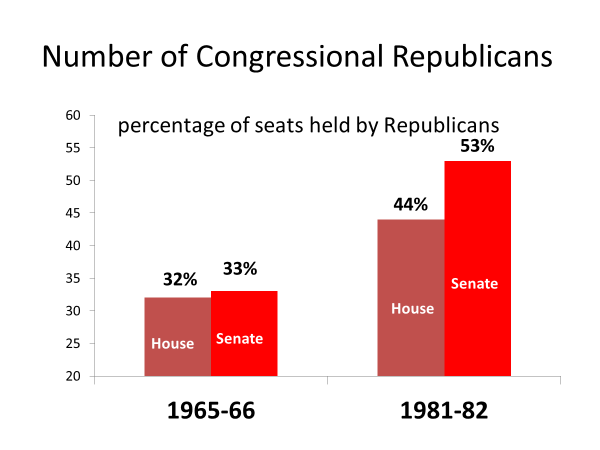 Number of Congressional Republicans
percentage of seats held by Republicans
60
55
50
45
40
35
30
25
20
32%
33%
44%
53%
House
Senate
House
Senate
1965-66
1981-82